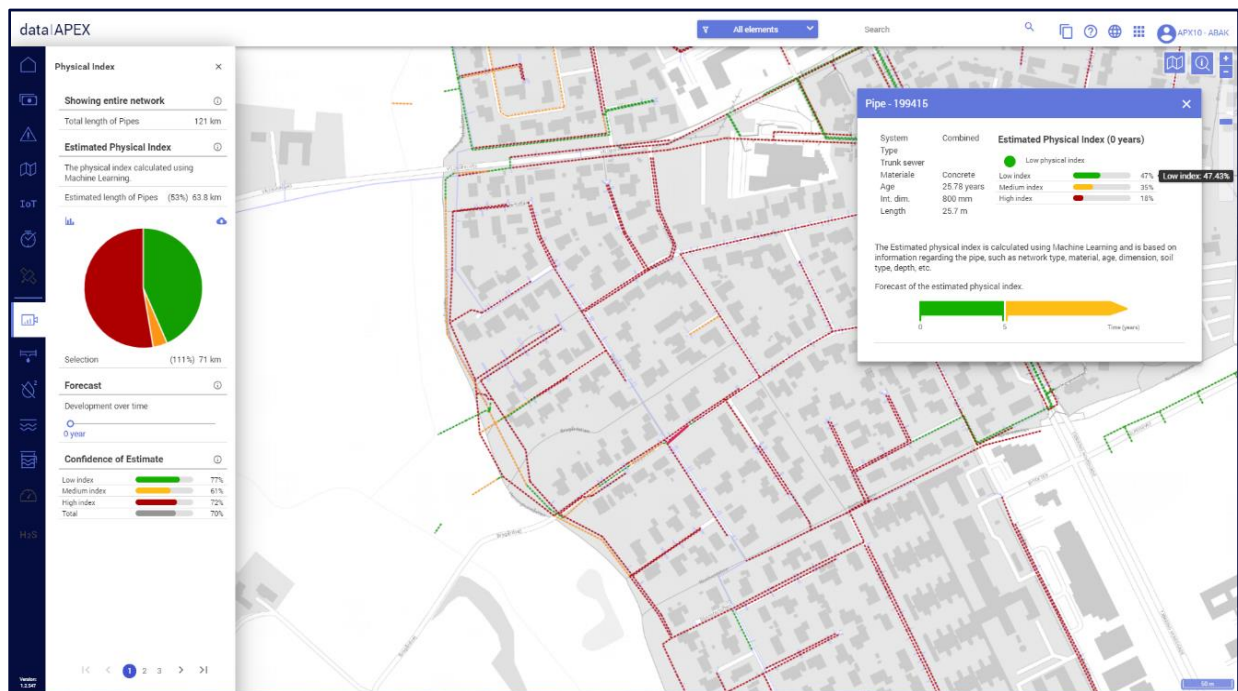 data|APEX
All elements
Search
APX10 - ABAK
Physical Index
Showing entire network
Total length of Pipes 121 km
Estimated Physical Index
The physical index calculated using
Machine Learning.
Estimated length of Pipes (53%) 63.8 km
Selection (111%) 71 km
Forecast
Development over time
0 year
Confidence of Estimate
Low index 77%
Medium index 61%
High index 72%
Total 70%
1 2 3
IoT
H2S
Version:
1.2.547
Pipe - 199415
System Combined
Type
Trunk sewer
Materiale Concrete
Age 25.78 years
Int. dim. 800 mm
Length 25.7 m
Estimated Physical Index (0 years)
Low physical index
Low index 47%
Medium index 35%
High index 18%
Low index: 47.43%
The Estimated physical index is calculated using Machine Learning and is based on
information regarding the pipe, such as network type, material, age, dimension, soil
type, depth, etc.
Forecast of the estimated physical index.
0 5 Time (years)
50 m